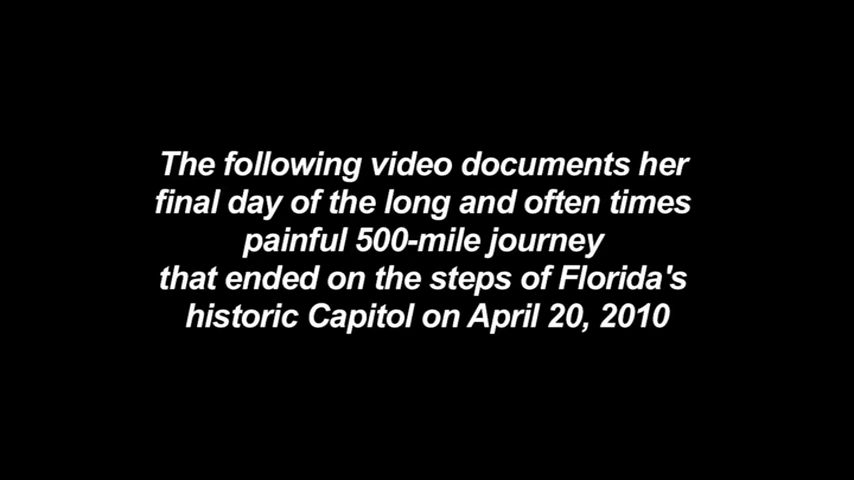 The following video documents her
final day of the long and often times
painful 500-mile journey
that ended on the steps of Florida's
historic Capitol on April 20, 2010